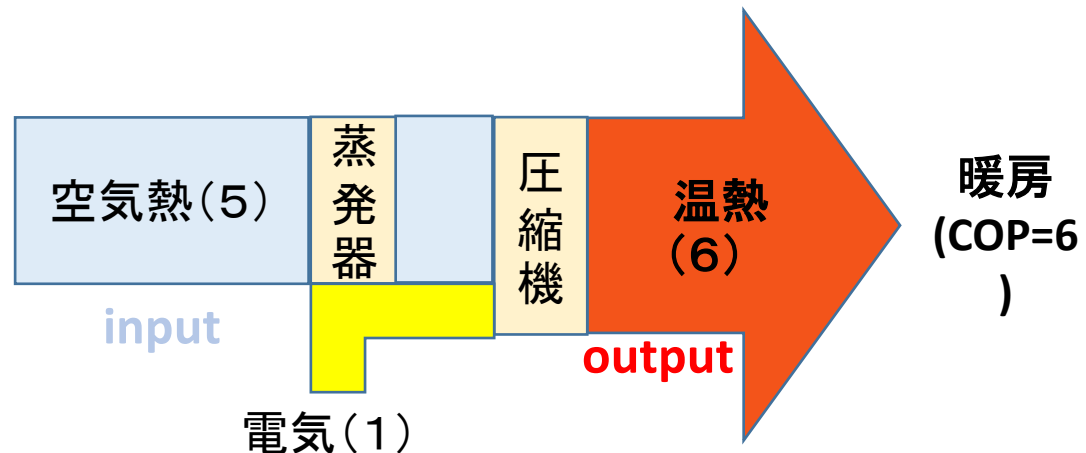 空気熱(５)
蒸
発
器
圧
縮
機
温熱
(６)
暖房
(COP=6
)
input
output
電気(１)